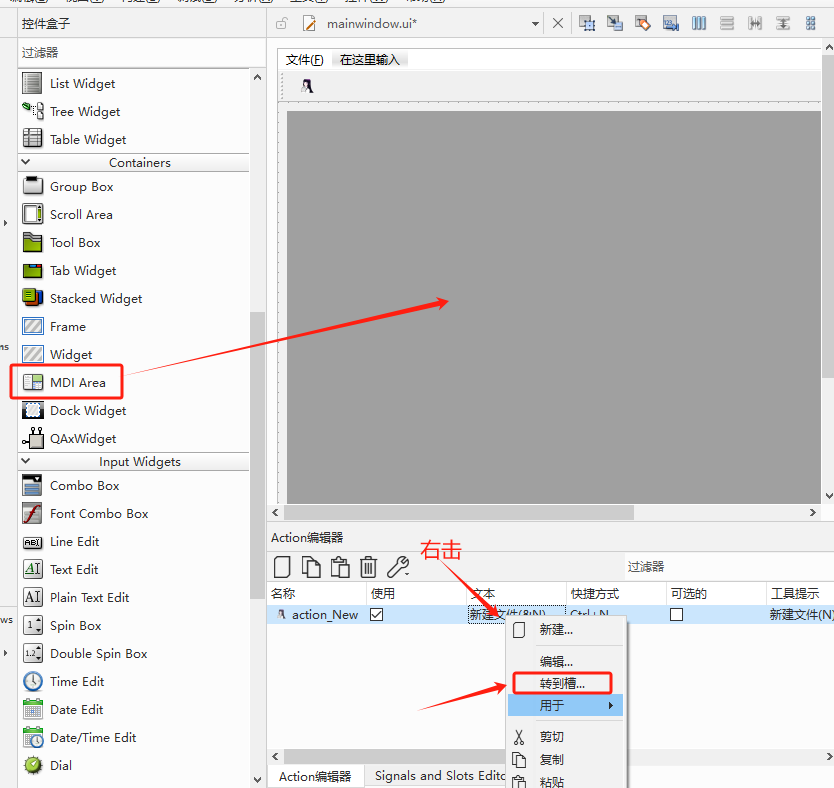 控件盒子
mainwindow.ui*
过滤器
List Widget
Tree Widget
Table Widget
Containers
Group Box
Scroll Area
Tool Box
Tab Widget
Stacked Widget
Frame
Widget
MDI Area
Dock Widget
QAxWidget
Input Widgets
Combo Box
Font Combo Box
Line Edit
Text Edit
Plain Text Edit
Spin Box
Double Spin Box
Time Edit
Date Edit
Date/Time Edit
Dial
文件(F) 在这里输入
Action编辑器
右击
过滤器
名称 使用 文本 快捷方式 可选的 工具提示
action_New 新建文件(&N) Ctrl+N 新建文件(N)
新建...
编辑...
转到槽...
用于
剪切
复制
粘贴
Action编辑器 Signals and Slots Edito
ns
ws